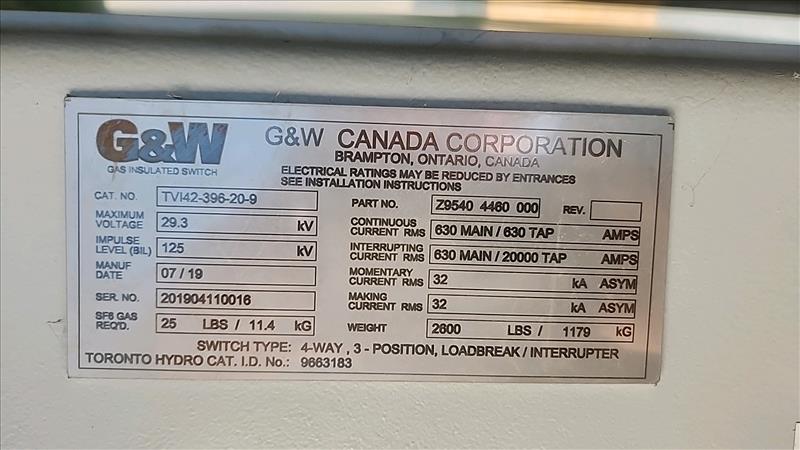 G&W
GAS INSULATED SWITCH
G&W CANADA CORPORATION
BRAMPTON, ONTARIO, CANADA
ELECTRICAL RATINGS MAY BE REDUCED BY ENTRANCES
SEE INSTALLATION INSTRUCTIONS
CAT. NO. TVI42-396-20-9
PART NO. Z9540 4460 000 REV.
MAXIMUM VOLTAGE 29.3 kV
CONTINUOUS CURRENT RMS 630 MAIN / 630 TAP AMPS
IMPULSE LEVEL (BIL) 125 kV
INTERRUPTING CURRENT RMS 630 MAIN / 20000 TAP AMPS
MANUF DATE 07 / 19
MOMENTARY CURRENT RMS 32 kA ASYM
SER. NO. 201904110016
MAKING CURRENT RMS 32 kA ASYM
SF6 GAS REQ'D. 25 LBS / 11.4 kG
WEIGHT 2600 LBS / 1179 kG
SWITCH TYPE: 4-WAY , 3 - POSITION, LOADBREAK / INTERRUPTER
TORONTO HYDRO CAT. I.D. No.: 9663183